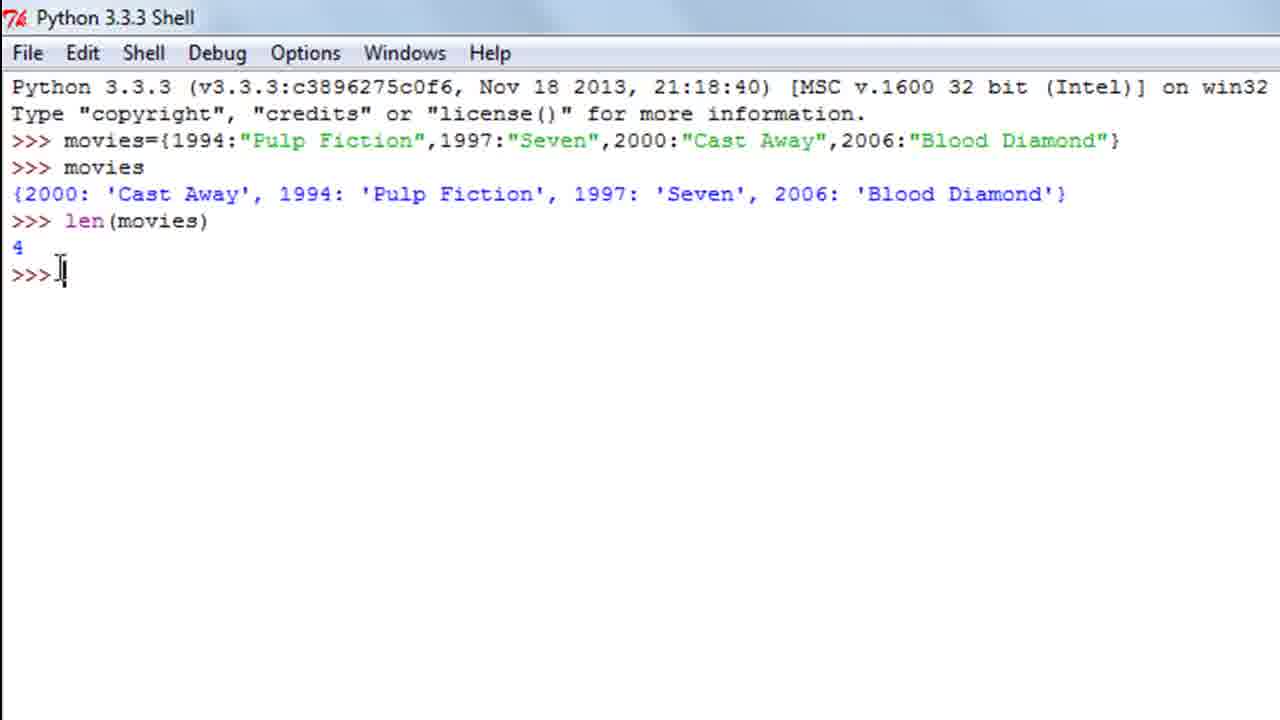 Python 3.3.3 Shell
File Edit Shell Debug Options Windows Help
Python 3.3.3 (v3.3.3:c3896275c0f6, Nov 18 2013, 21:18:40) [MSC v.1600 32 bit (Intel)] on win32
Type "copyright", "credits" or "license()" for more information.
>>> movies={1994:"Pulp Fiction",1997:"Seven",2000:"Cast Away",2006:"Blood Diamond"}
>>> movies
{2000: 'Cast Away', 1994: 'Pulp Fiction', 1997: 'Seven', 2006: 'Blood Diamond'}
>>> len(movies)
4
>>>